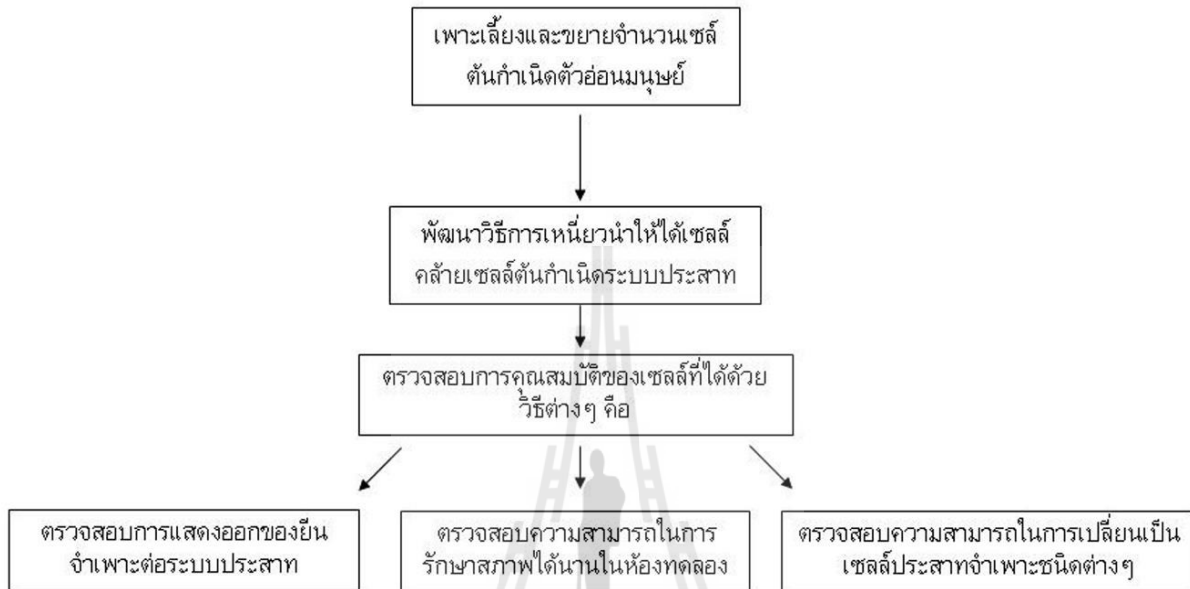 เพาะเลี้ยงและขยายจำนวนเซล์
ต้นกำเนิดตัวอ่อนมนุษย์
พัฒนาวิธีการเหนี่ยวนำให้ได้เซลล์
คล้ายเซลล์ต้นกำเนิดระบบประสาท
ตรวจสอบการคุณสมบัติของเซลล์ที่ได้ด้วย
วิธีต่างๆ คือ
ตรวจสอบการแสดงออกของยีน
จำเพาะต่อระบบประสาท
ตรวจสอบความสามารถในการ
รักษาสภาพได้นานในห้องทดลอง
ตรวจสอบความสามารถในการเปลี่ยนเป็น
เซลล์ประสาทจำเพาะชนิดต่างๆ